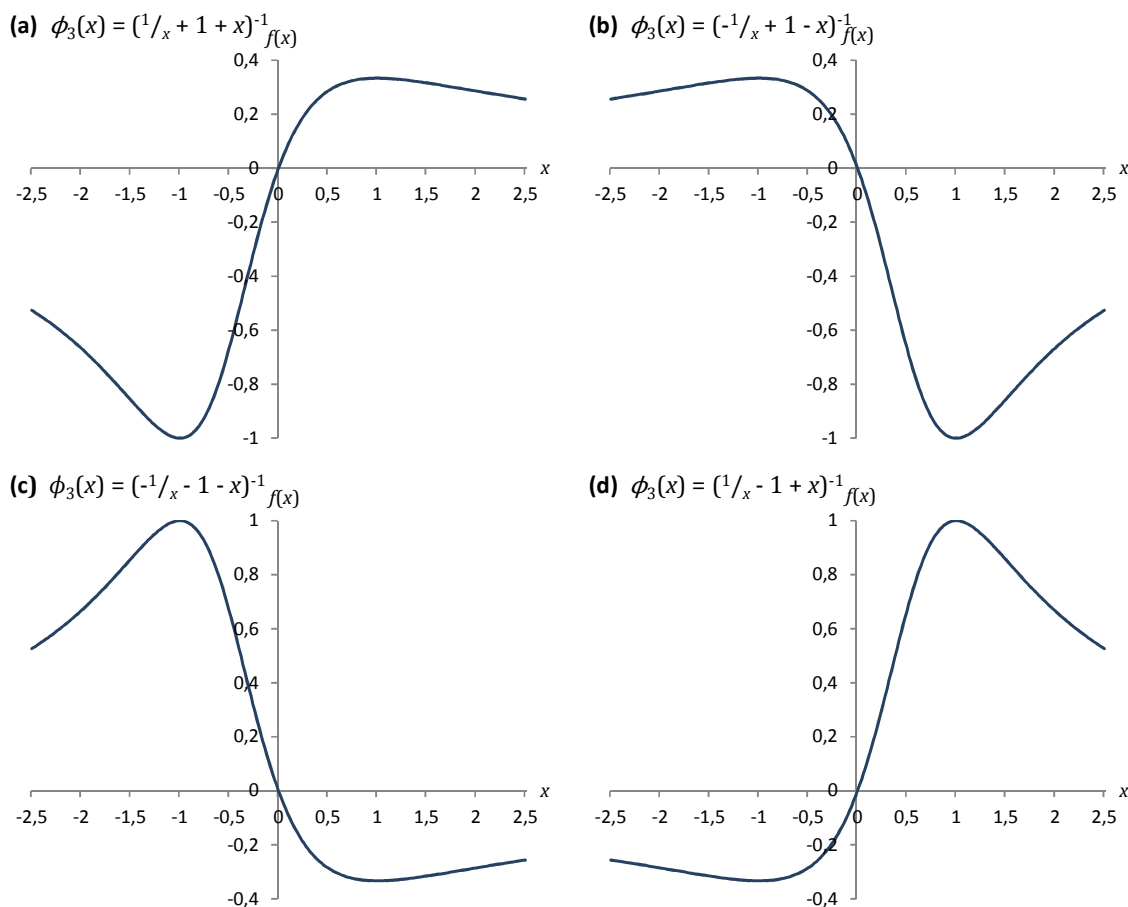 (a) ϕ₃(x) = (¹/ₓ + 1 + x)⁻¹
f(x)
0,4
0,2
0
x
-2,5 -2 -1,5 -1 -0,5 0 0,5 1 1,5 2 2,5
-0,2
-0,4
-0,6
-0,8
-1
(b) ϕ₃(x) = (-¹/ₓ + 1 - x)⁻¹
f(x)
0,4
0,2
0
x
-2,5 -2 -1,5 -1 -0,5 0 0,5 1 1,5 2 2,5
-0,2
-0,4
-0,6
-0,8
-1
(c) ϕ₃(x) = (-¹/ₓ - 1 - x)⁻¹
f(x)
1
0,8
0,6
0,4
0,2
0
x
-2,5 -2 -1,5 -1 -0,5 0 0,5 1 1,5 2 2,5
-0,2
-0,4
(d) ϕ₃(x) = (¹/ₓ - 1 + x)⁻¹
f(x)
1
0,8
0,6
0,4
0,2
0
x
-2,5 -2 -1,5 -1 -0,5 0 0,5 1 1,5 2 2,5
-0,2
-0,4